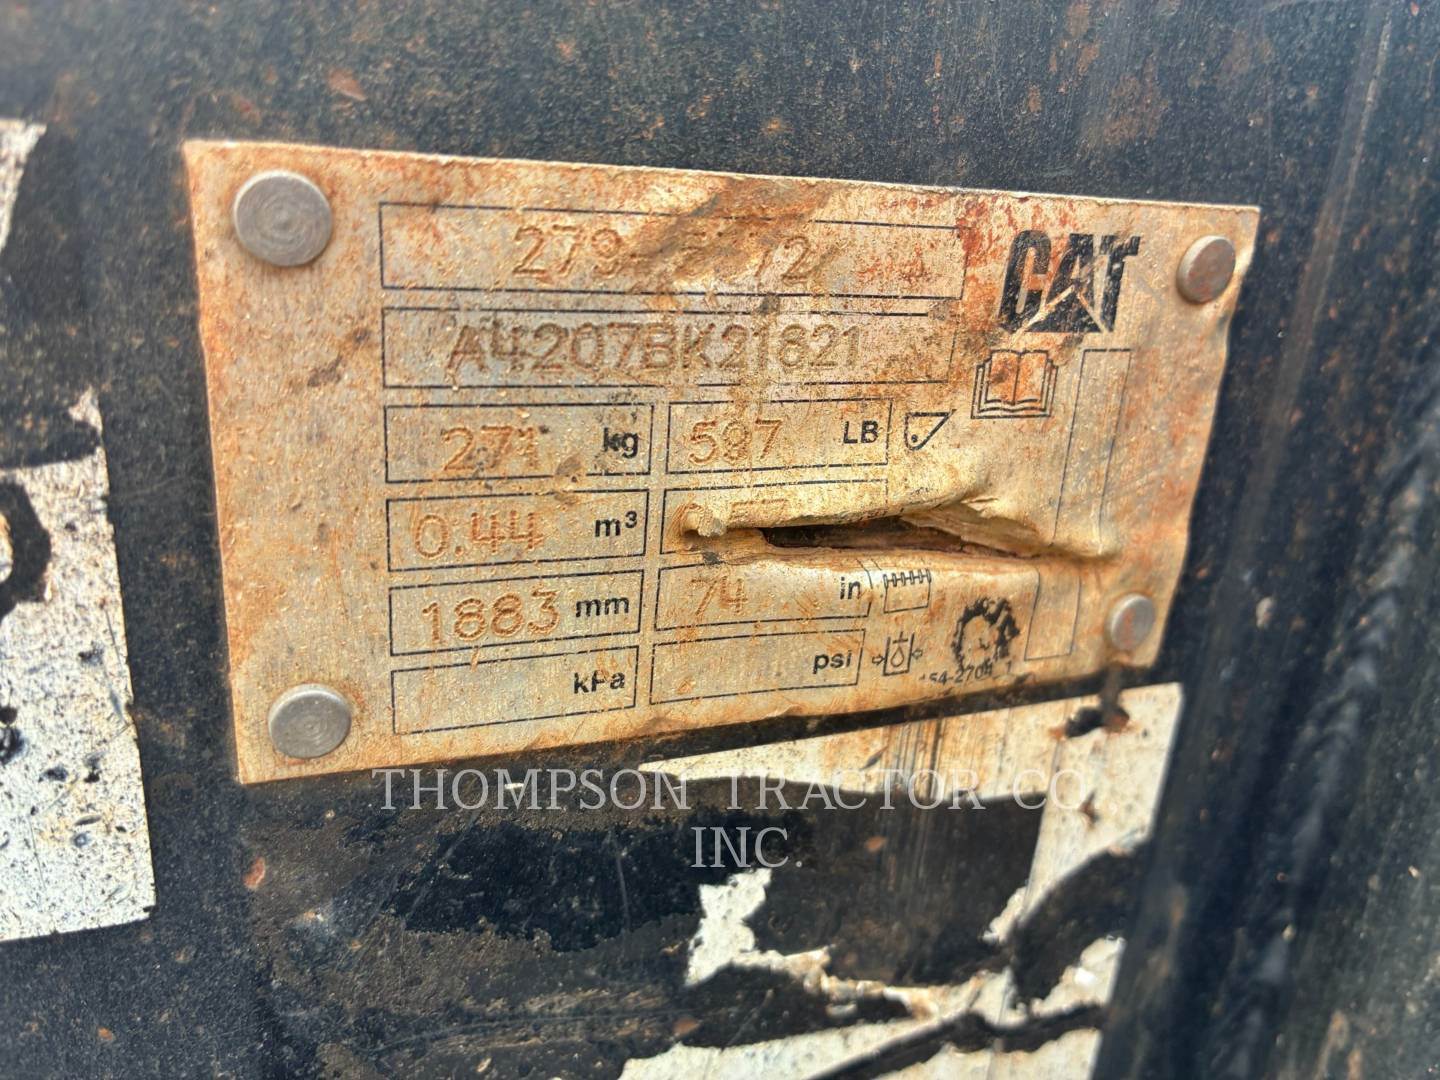 CAT
A4207BK21821
271 kg 597 LB
0.44 m³
1883 mm 74 in
kPa psi
THOMPSON TRACTOR CO
INC.